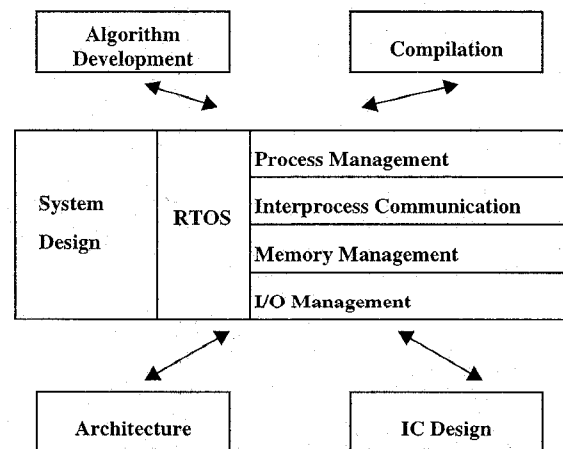 Algorithm
Development
Compilation
System
Design
RTOS
Process Management
Interprocess Communication
Memory Management
I/O Management
Architecture
IC Design